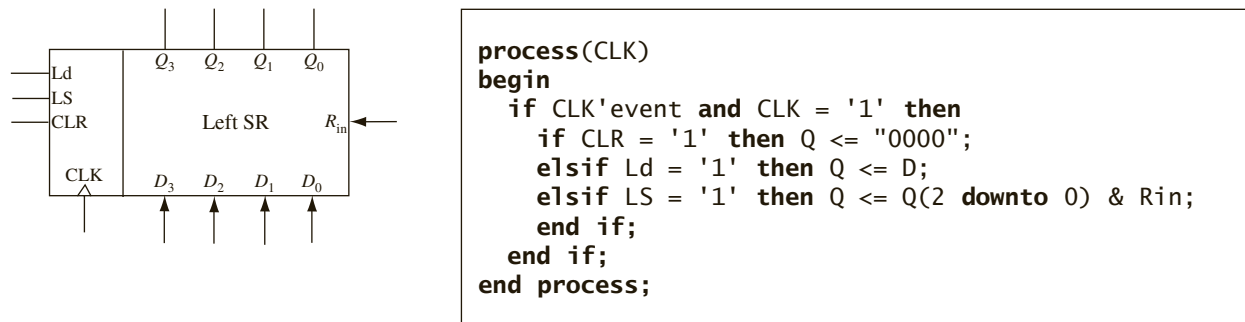 Q3 Q2 Q1 Q0
Ld
LS
CLR
Left SR
Rin
CLK
D3 D2 D1 D0
process(CLK)
begin
if CLK'event and CLK = '1' then
if CLR = '1' then Q <= "0000";
elsif Ld = '1' then Q <= D;
elsif LS = '1' then Q <= Q(2 downto 0) & Rin;
end if;
end if;
end process;